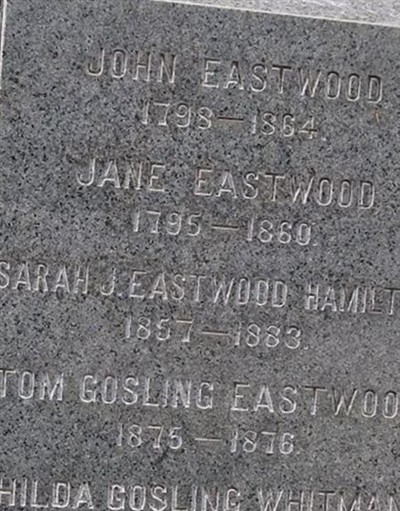 JOHN EASTWOOD
1798—1864.
JANE EASTWOOD
1795—1860.
SARAH J. EASTWOOD HAMILT
1857—1883.
TOM GOSLING EASTWOO
1875—1876.
HILDA GOSLING WHITMAN